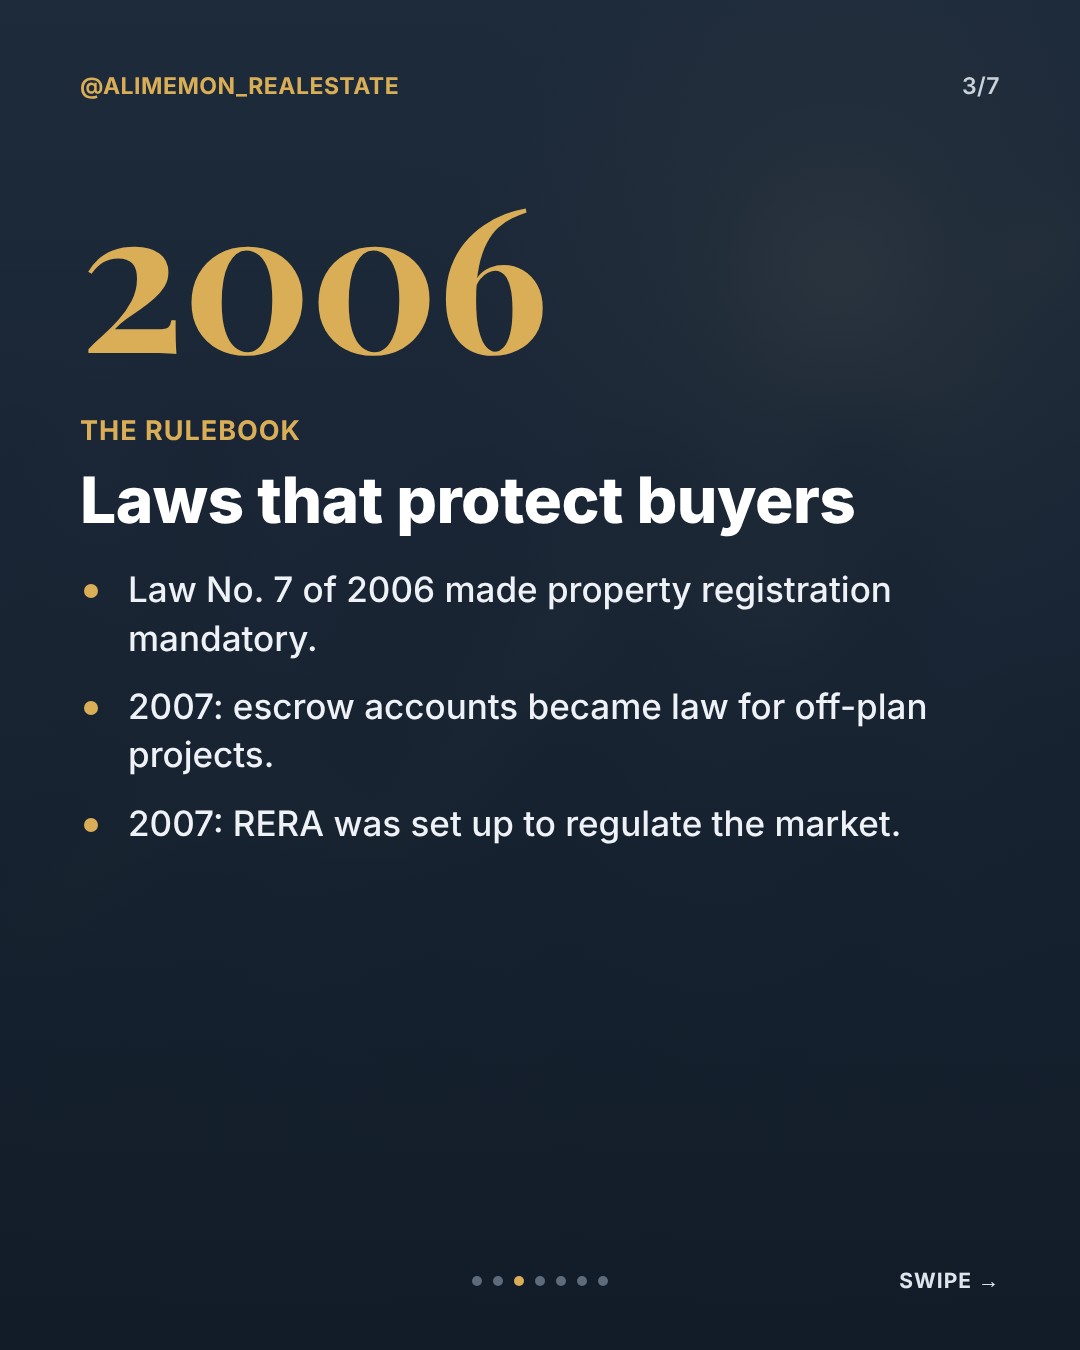 @ALIMEMON_REALESTATE
3/7
2006
THE RULEBOOK
Laws that protect buyers
• Law No. 7 of 2006 made property registration
mandatory.
• 2007: escrow accounts became law for off-plan
projects.
• 2007: RERA was set up to regulate the market.
SWIPE →